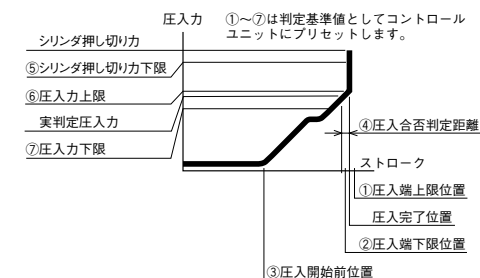 圧入力
①〜⑦は判定基準値としてコントロール
ユニットにプリセットします。
シリンダ押し切り力
⑤シリンダ押し切り力下限
⑥圧入力上限
実判定圧入力
⑦圧入力下限
④圧入合否判定距離
ストローク
①圧入端上限位置
圧入完了位置
②圧入端下限位置
③圧入開始前位置